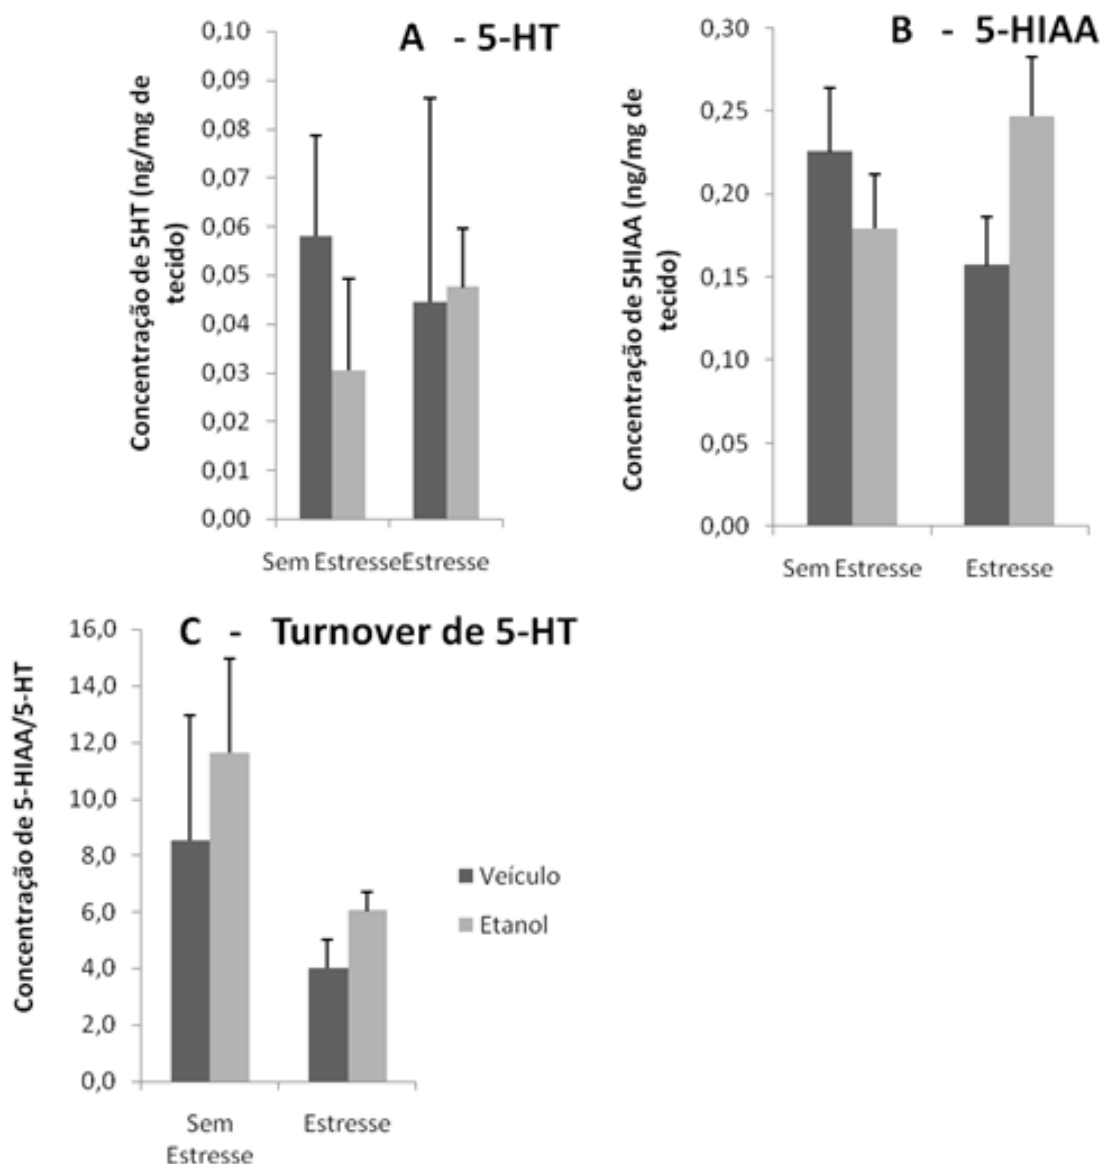 A - 5-HT
Concentração de 5HT (ng/mg de
tecido)
0,10
0,09
0,08
0,07
0,06
0,05
0,04
0,03
0,02
0,01
0,00
Sem Estresse Estresse
B - 5-HIAA
Concentração de 5HIAA (ng/mg de
tecido)
0,30
0,25
0,20
0,15
0,10
0,05
0,00
Sem Estresse Estresse
C - Turnover de 5-HT
Concentração de 5-HIAA/5-HT
16,0
14,0
12,0
10,0
8,0
6,0
4,0
2,0
0,0
Sem
Estresse
Estresse
Veículo
Etanol